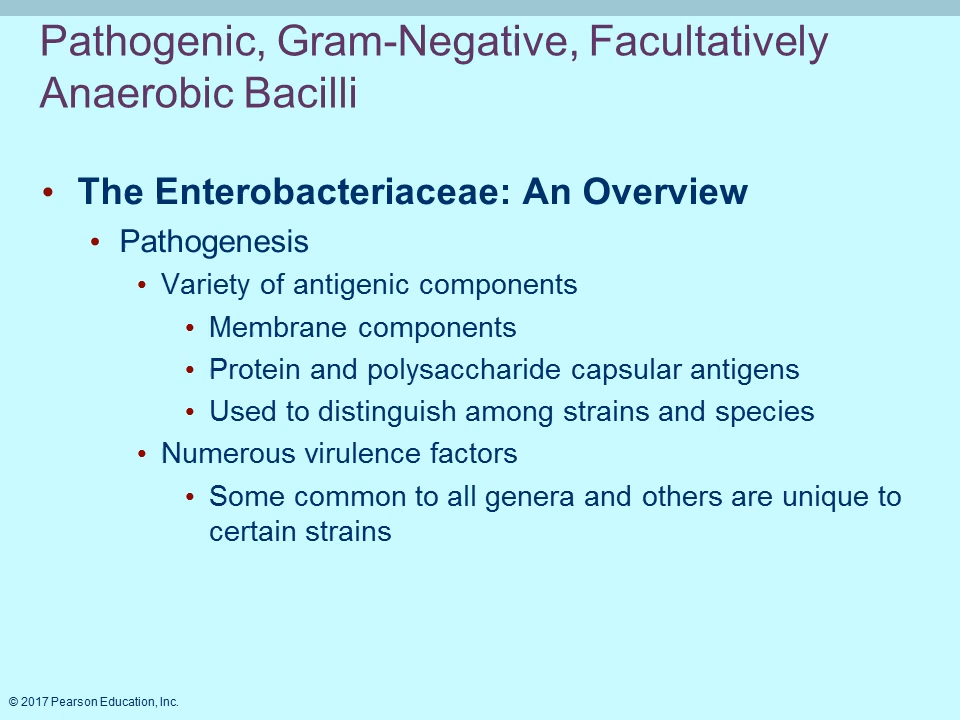 Pathogenic, Gram-Negative, Facultatively
Anaerobic Bacilli
• The Enterobacteriaceae: An Overview
• Pathogenesis
• Variety of antigenic components
• Membrane components
• Protein and polysaccharide capsular antigens
• Used to distinguish among strains and species
• Numerous virulence factors
• Some common to all genera and others are unique to
certain strains
© 2017 Pearson Education, Inc.